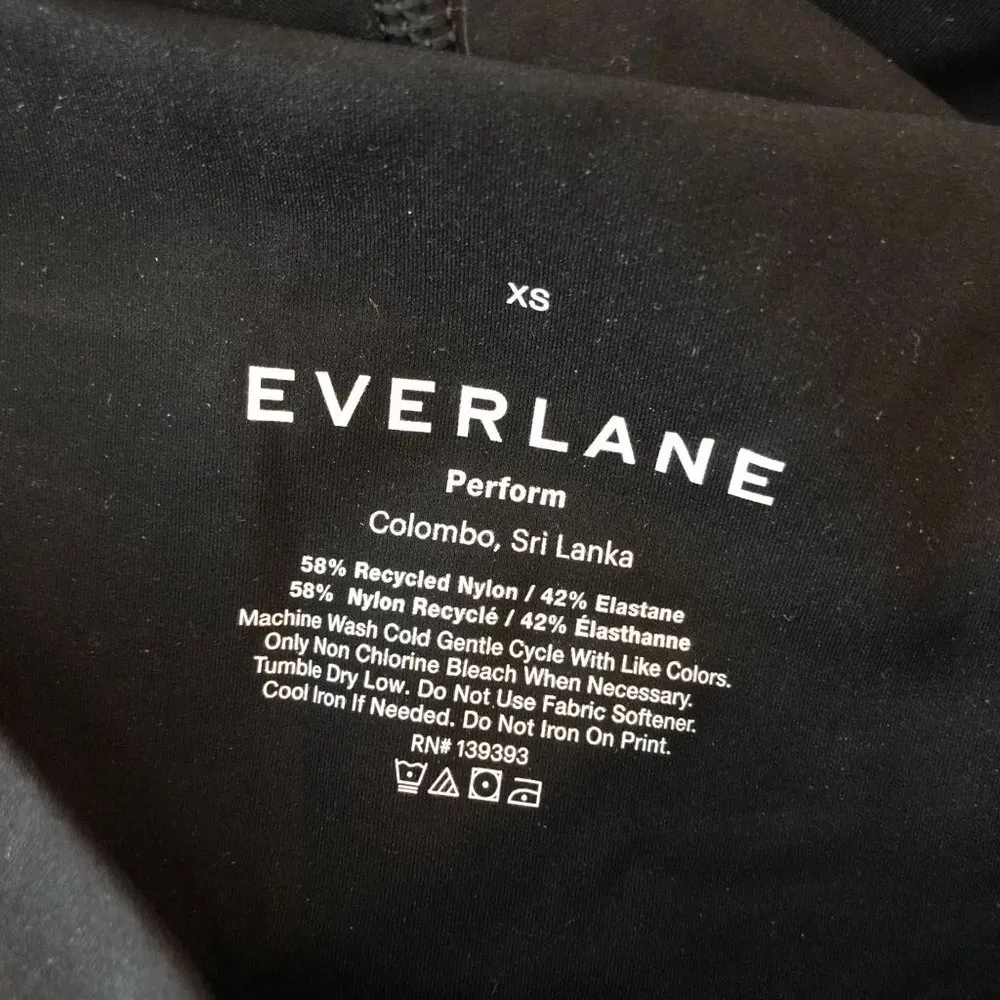 XS
EVERLANE
Perform
Colombo, Sri Lanka
58% Recycled Nylon / 42% Elastane
58% Nylon Recyclé / 42% Élasthanne
Machine Wash Cold Gentle Cycle With Like Colors.
Only Non Chlorine Bleach When Necessary.
Tumble Dry Low. Do Not Use Fabric Softener.
Cool Iron If Needed. Do Not Iron On Print.
RN# 139393